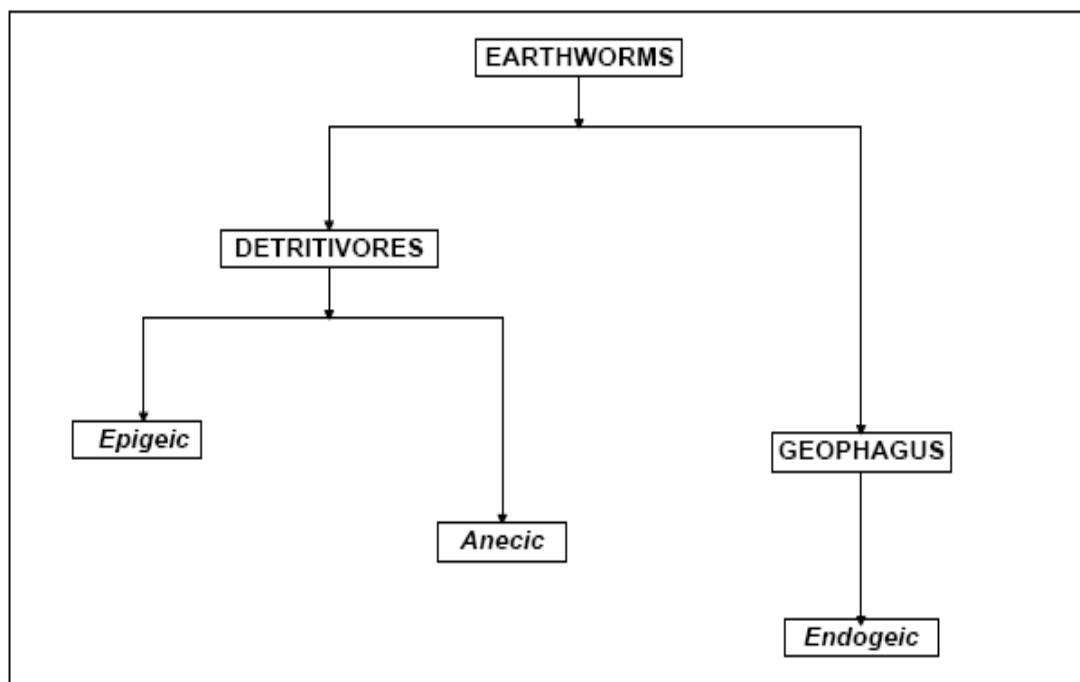 EARTHWORMS
DETRITIVORES
Epigeic
GEOPHAGUS
Anecic
Endogeic